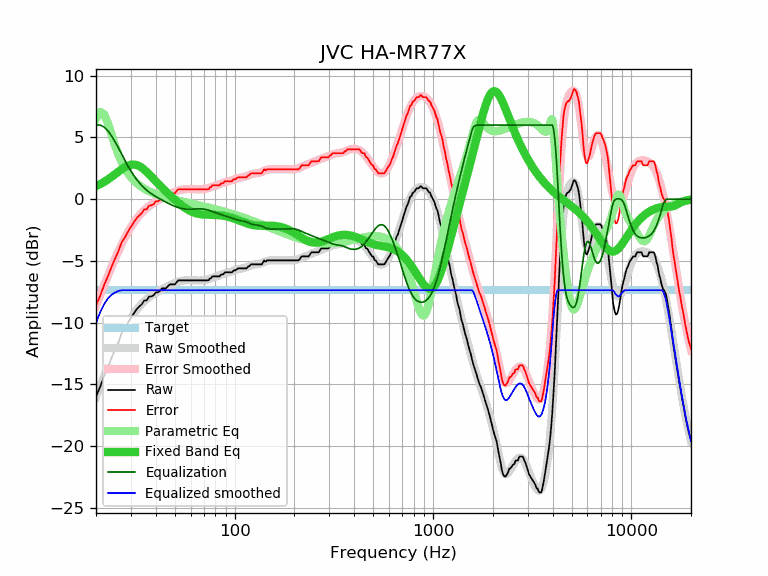 JVC HA-MR77X
10
5
0
−5
−10
−15
−20
−25
Amplitude (dBr)
Target
Raw Smoothed
Error Smoothed
Raw
Error
Parametric Eq
Fixed Band Eq
Equalization
Equalized smoothed
100
1000
10000
Frequency (Hz)